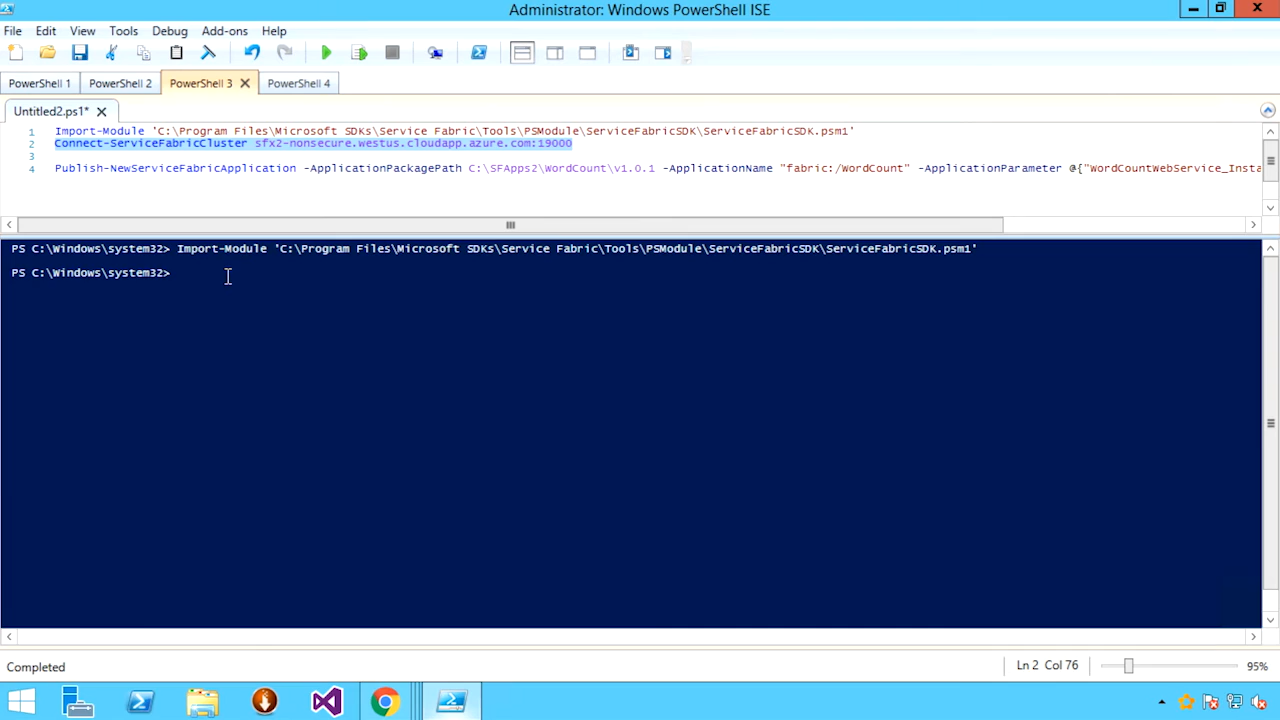 Administrator: Windows PowerShell ISE
File Edit View Tools Debug Add-ons Help
PowerShell 1 PowerShell 2 PowerShell 3 PowerShell 4
Untitled2.ps1*
1 Import-Module 'C:\Program Files\Microsoft SDKs\Service Fabric\Tools\PSModule\ServiceFabricSDK\ServiceFabricSDK.psm1'
2 Connect-ServiceFabricCluster sfx2-nonsecure.westus.cloudapp.azure.com:19000
3
4 Publish-NewServiceFabricApplication -ApplicationPackagePath C:\SFApps2\WordCount\v1.0.1 -ApplicationName "fabric:/WordCount" -ApplicationParameter @{"WordCountWebService_Insta
PS C:\Windows\system32> Import-Module 'C:\Program Files\Microsoft SDKs\Service Fabric\Tools\PSModule\ServiceFabricSDK\ServiceFabricSDK.psm1'
PS C:\Windows\system32>
Completed Ln 2 Col 76 95%